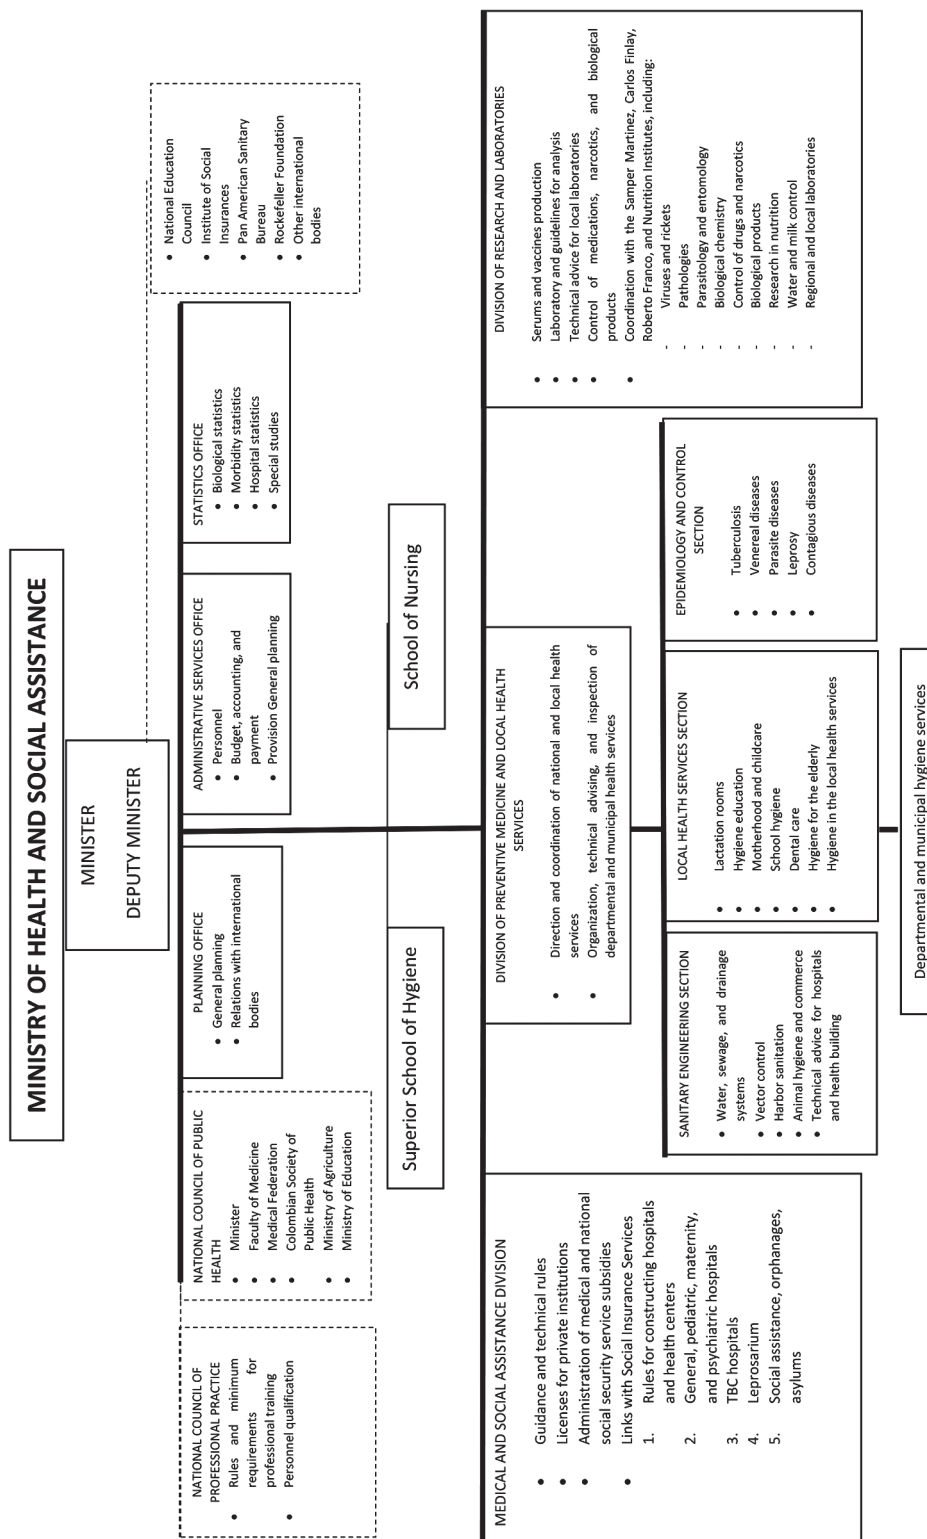 MINISTRY OF HEALTH AND SOCIAL ASSISTANCE
MINISTER
DEPUTY MINISTER
• National Education
Council
• Institute of Social
Insurances
• Pan American Sanitary
Bureau
• Rockefeller Foundation
• Other international
bodies
NATIONAL COUNCIL OF
PROFESSIONAL PRACTICE
• Rules and minimum
requirements for
professional training
• Personnel qualification
NATIONAL COUNCIL OF PUBLIC
HEALTH
• Minister
• Faculty of Medicine
• Medical Federation
• Colombian Society of
Public Health
• Ministry of Agriculture
• Ministry of Education
PLANNING OFFICE
• General planning
• Relations with international
bodies
ADMINISTRATIVE SERVICES OFFICE
• Personnel
• Budget, accounting, and
payment
• Provision General planning
STATISTICS OFFICE
• Biological statistics
• Morbidity statistics
• Hospital statistics
• Special studies
Superior School of Hygiene
School of Nursing
MEDICAL AND SOCIAL ASSISTANCE DIVISION
• Guidance and technical rules
• Licenses for private institutions
• Administration of medical and national
social security service subsidies
• Links with Social Insurance Services
1. Rules for constructing hospitals
and health centers
2. General, pediatric, maternity,
and psychiatric hospitals
3. TBC hospitals
4. Leprosarium
5. Social assistance, orphanages,
asylums
DIVISION OF PREVENTIVE MEDICINE AND LOCAL HEALTH
SERVICES
• Direction and coordination of national and local health
services
• Organization, technical advising, and inspection of
departmental and municipal health services
DIVISION OF RESEARCH AND LABORATORIES
• Serums and vaccines production
• Laboratory and guidelines for analysis
• Technical advice for local laboratories
• Control of medications, narcotics, and biological
products
• Coordination with the Samper Martinez, Carlos Finlay,
Roberto Franco, and Nutrition Institutes, including:
- Viruses and rickets
- Pathologies
- Parasitology and entomology
- Biological chemistry
- Control of drugs and narcotics
- Biological products
- Research in nutrition
- Water and milk control
- Regional and local laboratories
SANITARY ENGINEERING SECTION
• Water, sewage, and drainage
systems
• Vector control
• Harbor sanitation
• Animal hygiene and commerce
• Technical advice for hospitals
and health building
LOCAL HEALTH SERVICES SECTION
• Lactation rooms
• Hygiene education
• Motherhood and childcare
• School hygiene
• Dental care
• Hygiene for the elderly
• Hygiene in the local health services
EPIDEMIOLOGY AND CONTROL
SECTION
• Tuberculosis
• Venereal diseases
• Parasite diseases
• Leprosy
• Contagious diseases
Departmental and municipal hygiene services